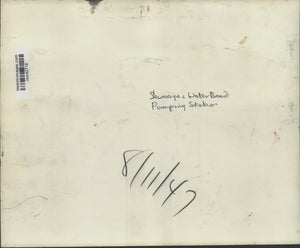 Sewerage & Water Board
Pumping Station
8/11/47